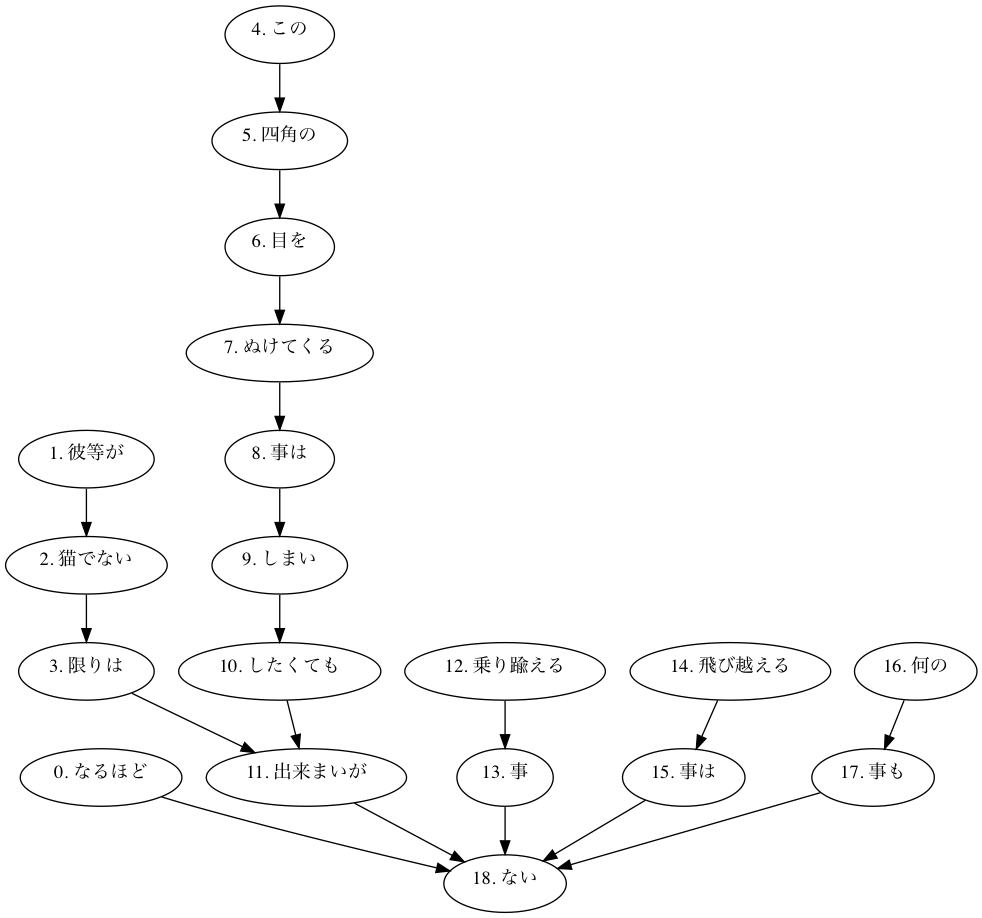 4. この
5. 四角の
6. 目を
7. ぬけてくる
1. 彼等が
8. 事は
2. 猫でない
9. しまい
3. 限りは
10. したくても
12. 乗り踰える
14. 飛び越える
16. 何の
0. なるほど
11. 出来まいが
13. 事
15. 事は
17. 事も
18. ない